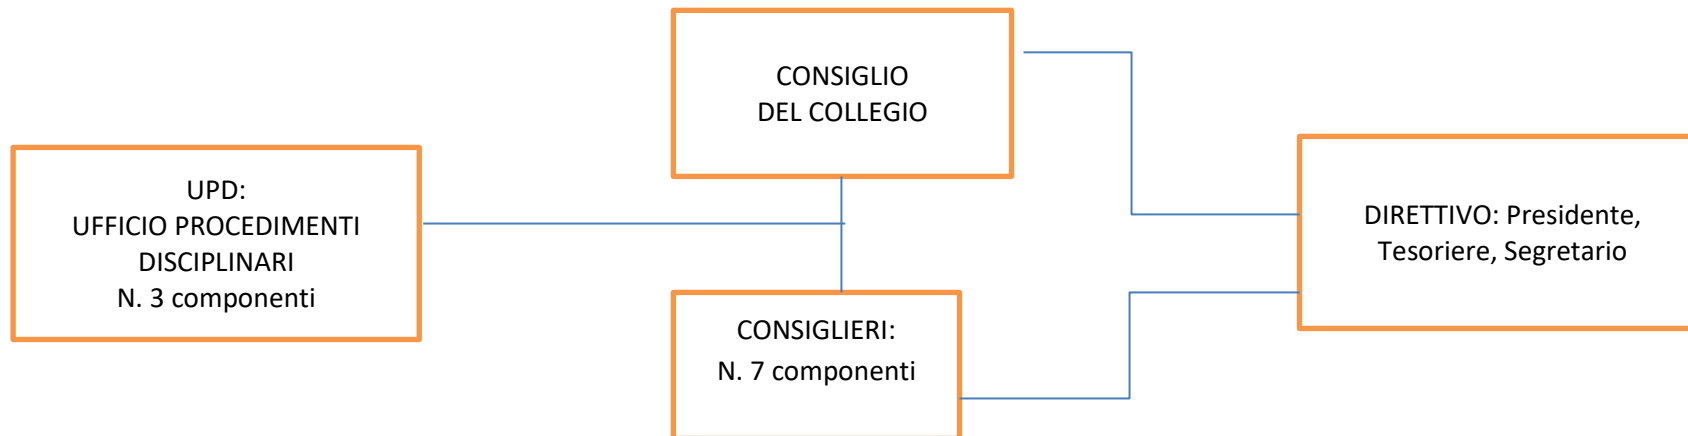 CONSIGLIO
DEL COLLEGIO
UPD:
UFFICIO PROCEDIMENTI
DISCIPLINARI
N. 3 componenti
DIRETTIVO: Presidente,
Tesoriere, Segretario
CONSIGLIERI:
N. 7 componenti